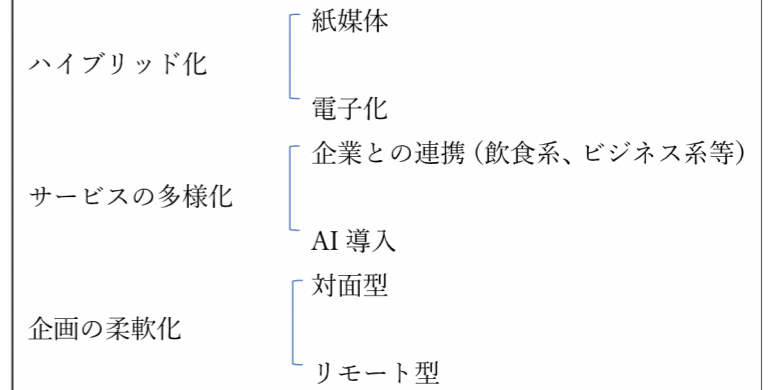 紙媒体
ハイブリッド化
電子化
企業との連携（飲食系、ビジネス系等）
サービスの多様化
AI 導入
対面型
企画の柔軟化
リモート型